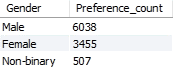 Gender Preference_count
Male 6038
Female 3455
Non-binary 507